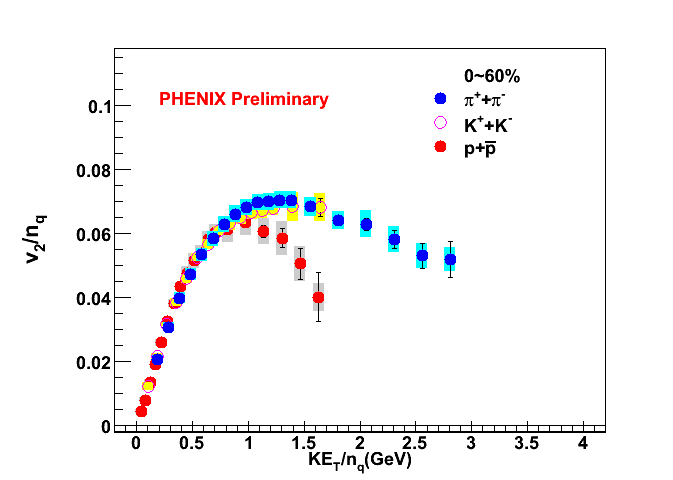 0~60%
PHENIX Preliminary
π⁺+π⁻
K⁺+K⁻
p+p̅
v₂/n_q
0.1
0.08
0.06
0.04
0.02
0
0 0.5 1 1.5 2 2.5 3 3.5 4
KE_T/n_q(GeV)